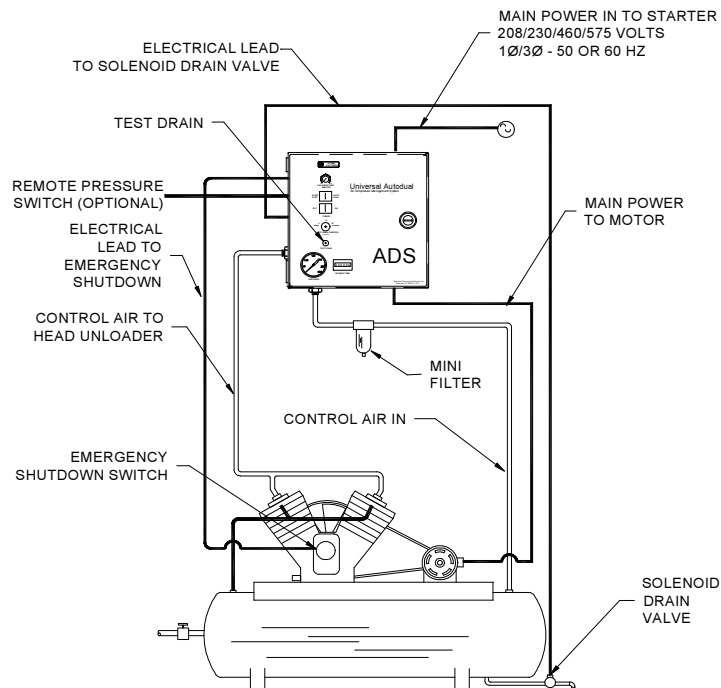 MAIN POWER IN TO STARTER
208/230/460/575 VOLTS
1Ø/3Ø - 50 OR 60 HZ
ELECTRICAL LEAD
TO SOLENOID DRAIN VALVE
TEST DRAIN
REMOTE PRESSURE
SWITCH (OPTIONAL)
Universal Autodual
MAIN POWER
TO MOTOR
ELECTRICAL
LEAD TO
EMERGENCY
SHUTDOWN
ADS
CONTROL AIR TO
HEAD UNLOADER
MINI
FILTER
CONTROL AIR IN
EMERGENCY
SHUTDOWN SWITCH
SOLENOID
DRAIN
VALVE